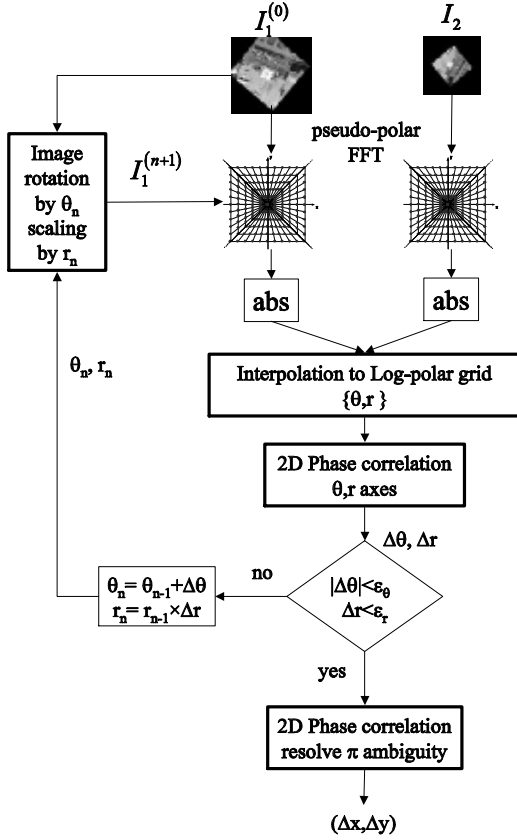 I₁⁽⁰⁾
I₂
pseudo-polar
FFT
Image
rotation
by θₙ
scaling
by rₙ
I₁⁽ⁿ⁺¹⁾
abs
abs
θₙ, rₙ
Interpolation to Log-polar grid
{θ,r }
2D Phase correlation
θ,r axes
Δθ, Δr
no
θₙ= θₙ₋₁+Δθ
rₙ= rₙ₋₁×Δr
|Δθ|<ε_θ
Δr<εᵣ
yes
2D Phase correlation
resolve π ambiguity
(Δx,Δy)